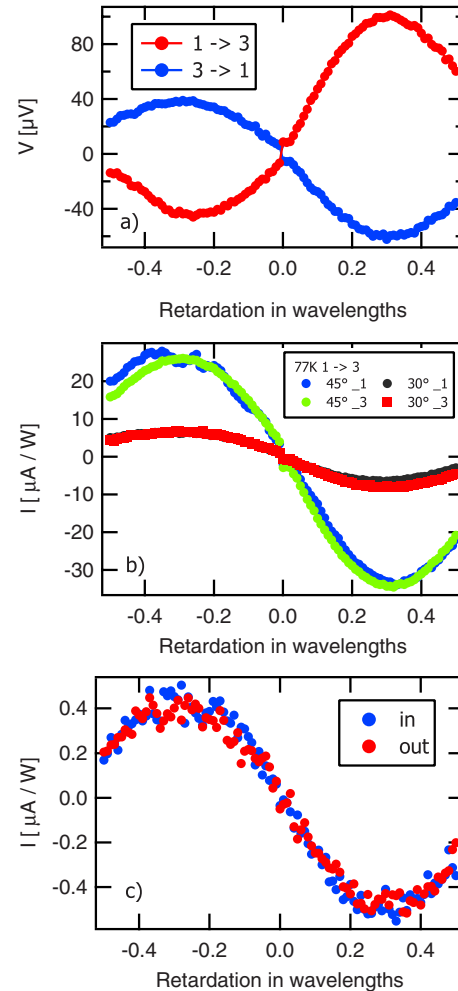 80
40
0
-40
V [µV]
1 -> 3
3 -> 1
a)
-0.4 -0.2 0.0 0.2 0.4
Retardation in wavelengths
20
10
0
-10
-20
-30
I [ µA / W]
77K 1 -> 3
45° _1 30° _1
45° _3 30° _3
b)
-0.4 -0.2 0.0 0.2 0.4
Retardation in wavelengths
0.4
0.2
0.0
-0.2
-0.4
I [ µA / W]
in
out
c)
-0.4 -0.2 0.0 0.2 0.4
Retardation in wavelengths